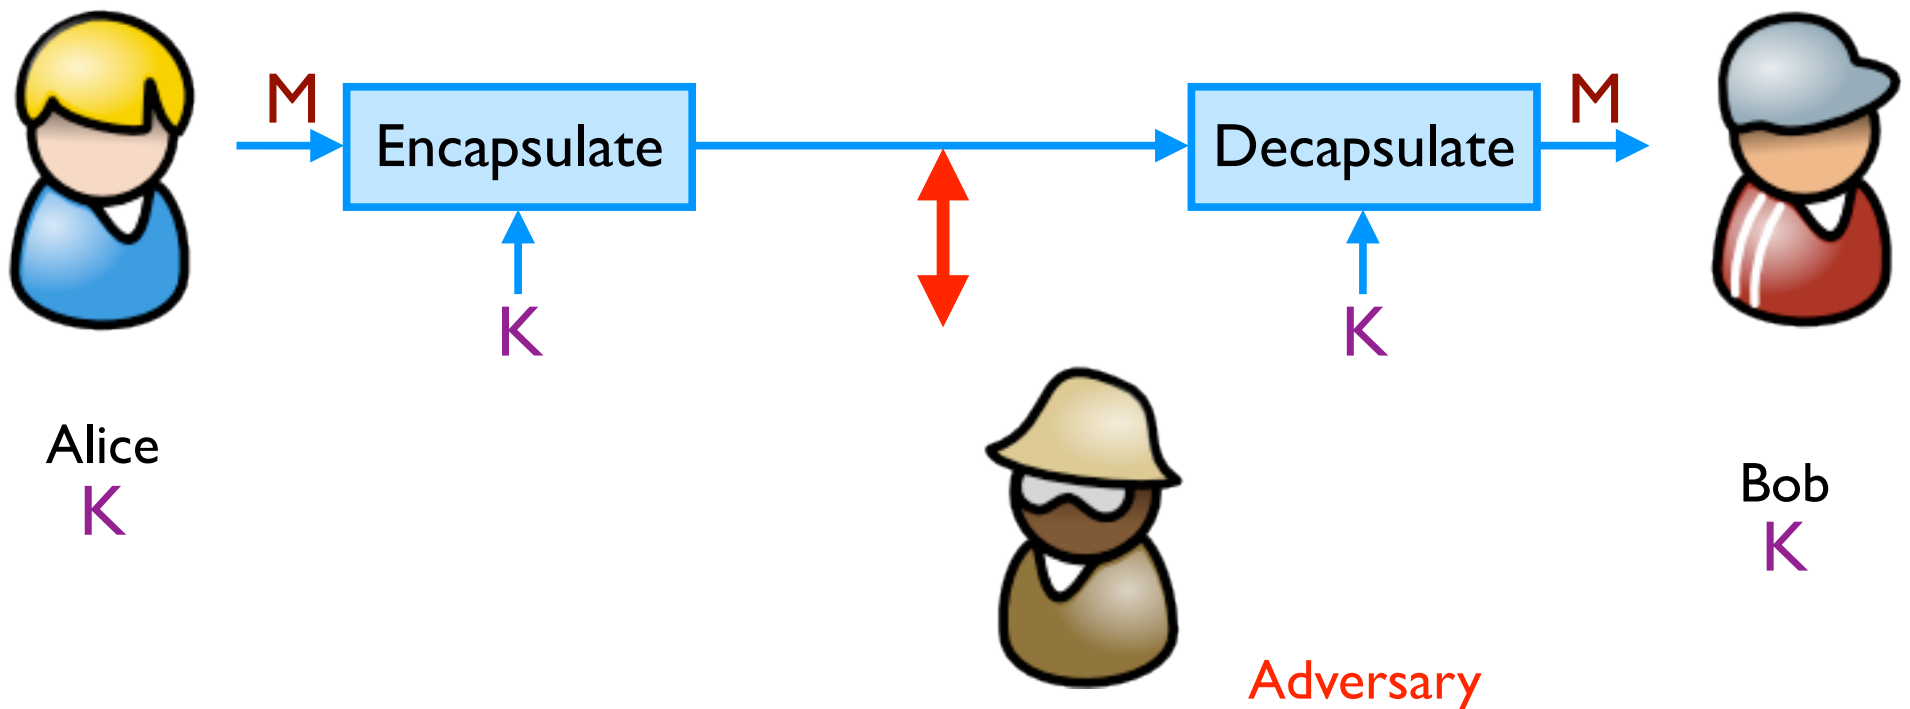 M
M
Encapsulate
Decapsulate
K
K
Alice
K
Bob
K
Adversary